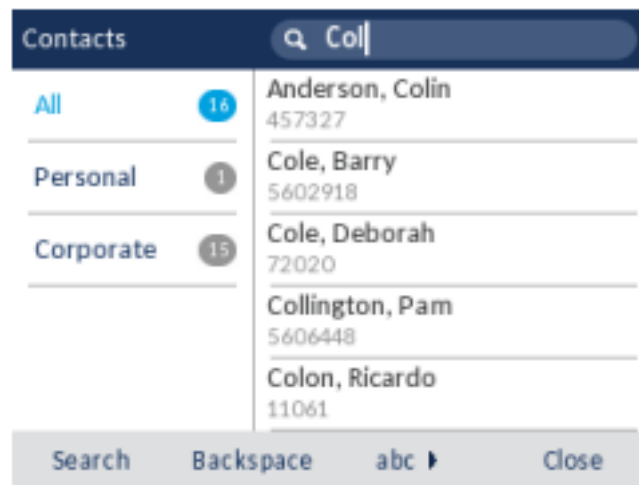 Contacts
Col
All 16
Personal 1
Corporate 15
Anderson, Colin
457327
Cole, Barry
5602918
Cole, Deborah
72020
Collington, Pam
5606448
Colon, Ricardo
11061
Search Backspace abc Close